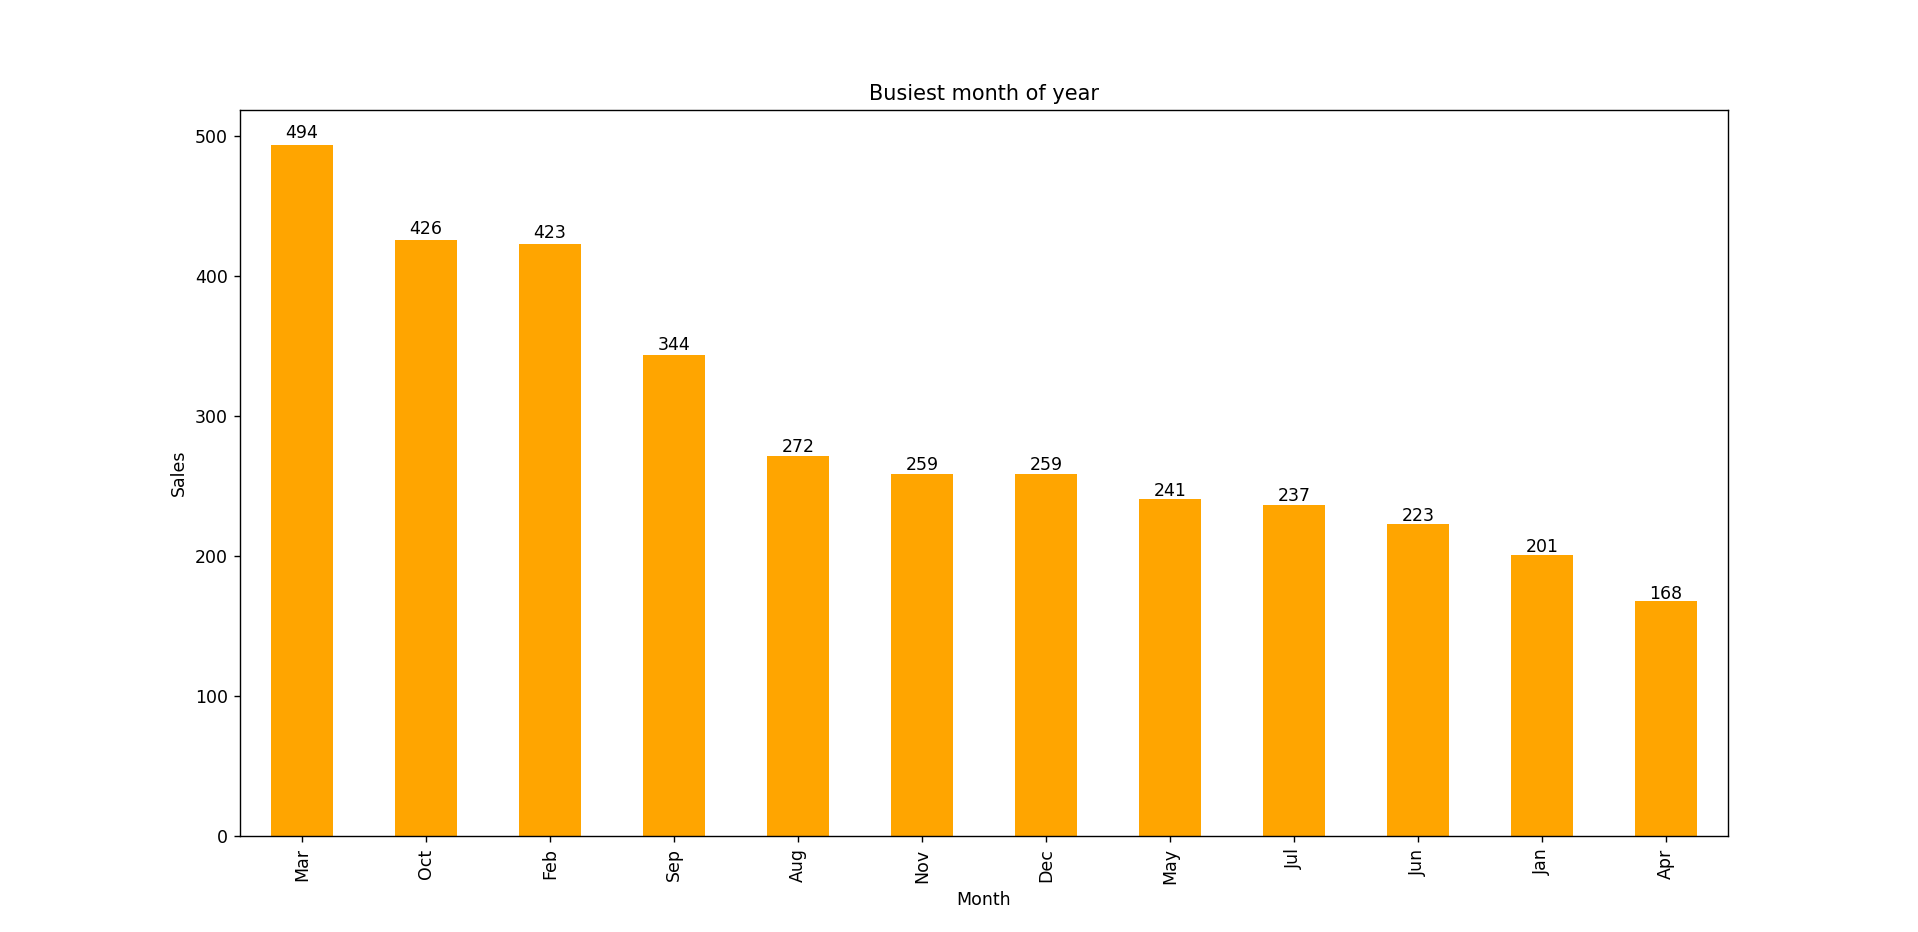 Busiest month of year
500
400
300
200
100
0
Sales
494
426
423
344
272
259
259
241
237
223
201
168
Mar
Oct
Feb
Sep
Aug
Nov
Dec
May
Jul
Jun
Jan
Apr
Month